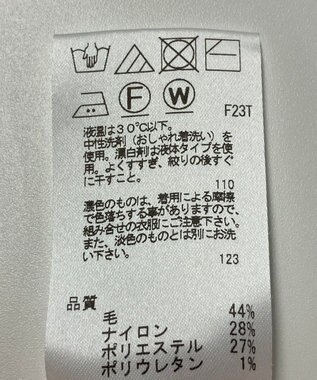 F W
F23T
液温は30℃以下。
中性洗剤(おしゃれ着洗い)を
使用。漂白剤は液体タイプを使
用。よくすすぎ、絞りの後すぐ
に干すこと。
110
濃色のものは、着用による摩擦
で色落ちする事がありますので、
組み合せの衣服にご注意下さい。
また、淡色のものとは別にお洗
い下さい。
123
品質
毛 44%
ナイロン 28%
ポリエステル 27%
ポリウレタン 1%